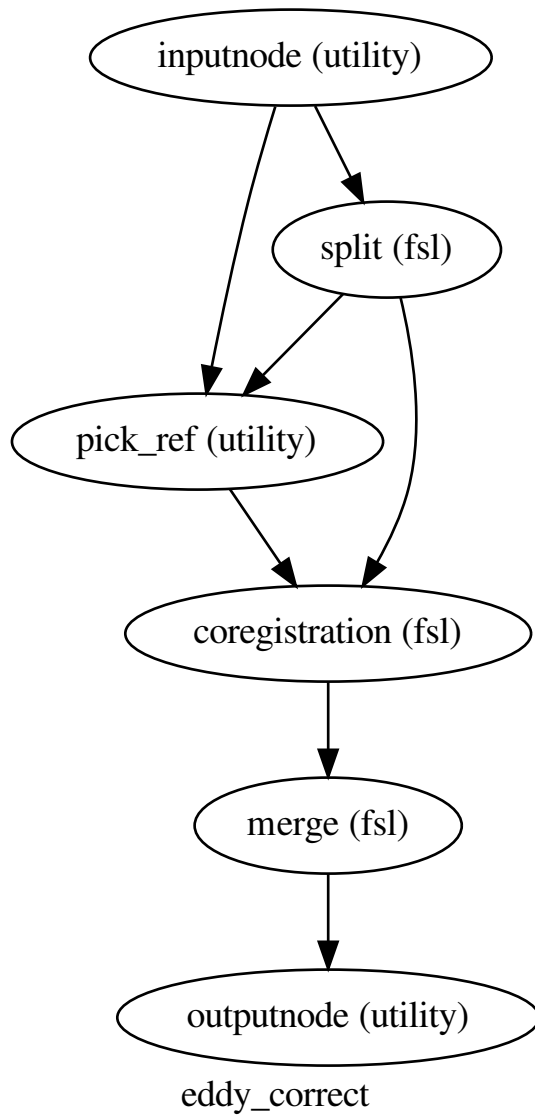 inputnode (utility)
split (fsl)
pick_ref (utility)
coregistration (fsl)
merge (fsl)
outputnode (utility)
eddy_correct